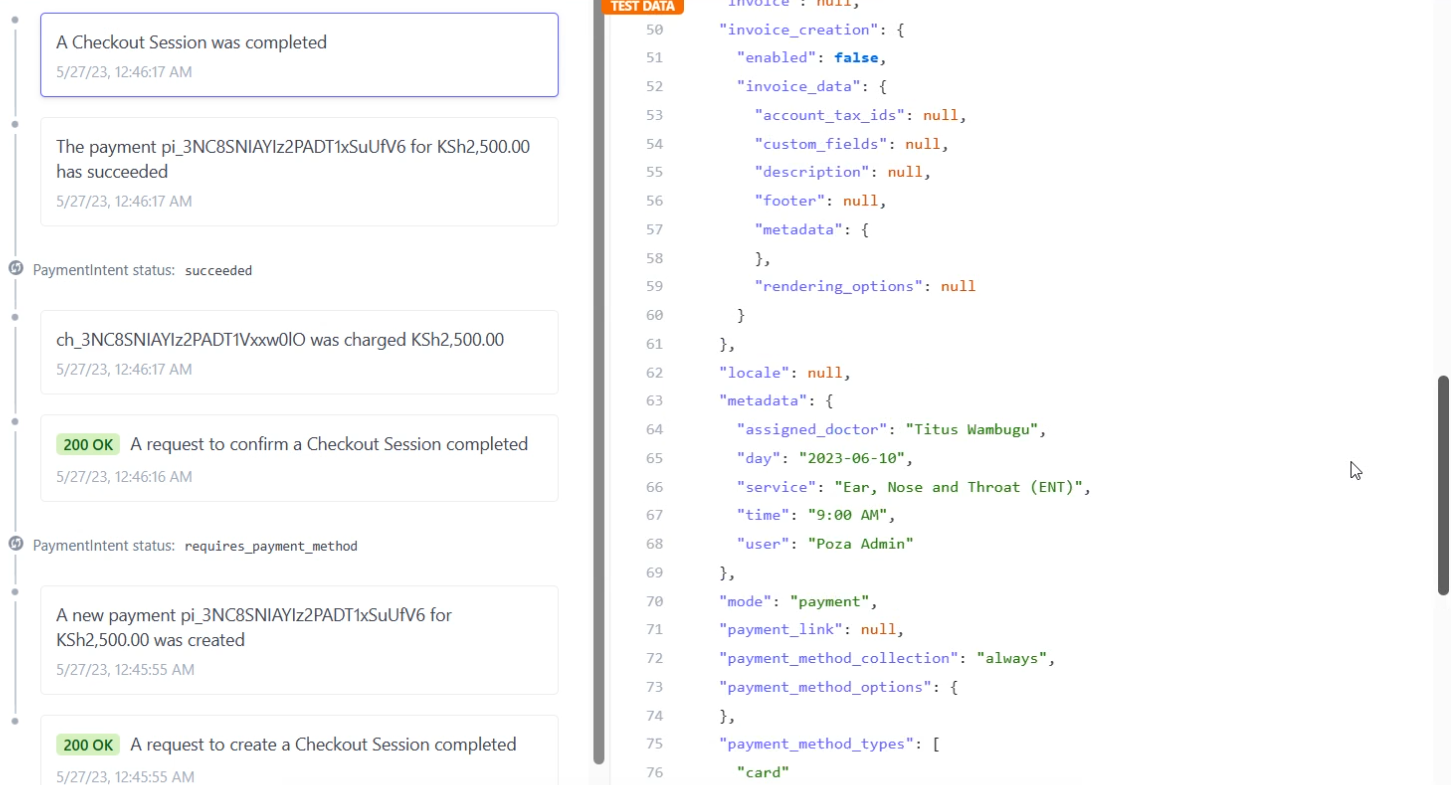 A Checkout Session was completed
5/27/23, 12:46:17 AM
The payment pi_3NC8SNIAYIz2PADT1xSuUfV6 for KSh2,500.00
has succeeded
5/27/23, 12:46:17 AM
PaymentIntent status: succeeded
ch_3NC8SNIAYIz2PADT1Vxxw0lO was charged KSh2,500.00
5/27/23, 12:46:17 AM
200 OK A request to confirm a Checkout Session completed
5/27/23, 12:46:16 AM
PaymentIntent status: requires_payment_method
A new payment pi_3NC8SNIAYIz2PADT1xSuUfV6 for
KSh2,500.00 was created
5/27/23, 12:45:55 AM
200 OK A request to create a Checkout Session completed
5/27/23, 12:45:55 AM
TEST DATA
"invoice": null,
50 "invoice_creation": {
51 "enabled": false,
52 "invoice_data": {
53 "account_tax_ids": null,
54 "custom_fields": null,
55 "description": null,
56 "footer": null,
57 "metadata": {
58 },
59 "rendering_options": null
60 }
61 },
62 "locale": null,
63 "metadata": {
64 "assigned_doctor": "Titus Wambugu",
65 "day": "2023-06-10",
66 "service": "Ear, Nose and Throat (ENT)",
67 "time": "9:00 AM",
68 "user": "Poza Admin"
69 },
70 "mode": "payment",
71 "payment_link": null,
72 "payment_method_collection": "always",
73 "payment_method_options": {
74 },
75 "payment_method_types": [
76 "card"